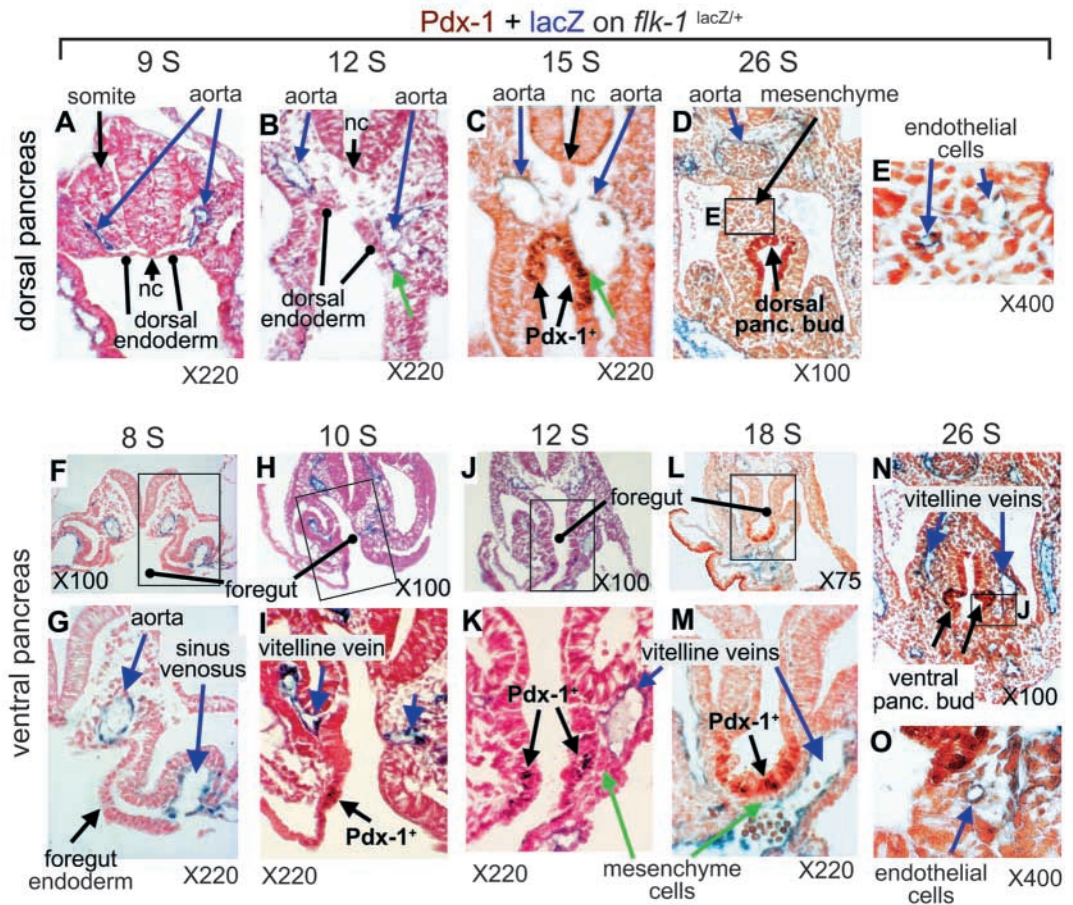 Pdx-1 + lacZ on flk-1 lacZ/+
9 S 12 S 15 S 26 S
dorsal pancreas
somite aorta aorta aorta aorta nc aorta aorta mesenchyme
A B nc C D endothelial
cells
E E
nc
dorsal
endoderm
dorsal
endoderm
Pdx-1+
dorsal
panc. bud
X400
X220 X220 X220 X100
8 S 10 S 12 S 18 S 26 S
ventral pancreas
F H J L N
foregut vitelline veins
X100 foregut X100 X100 X75
G aorta I K M J
sinus
venosus
vitelline vein vitelline veins
Pdx-1+ Pdx-1+ ventral
panc. bud
X100
O
Pdx-1+
foregut
endoderm
X220 X220 X220 mesenchyme
cells
X220 endothelial
cells
X400